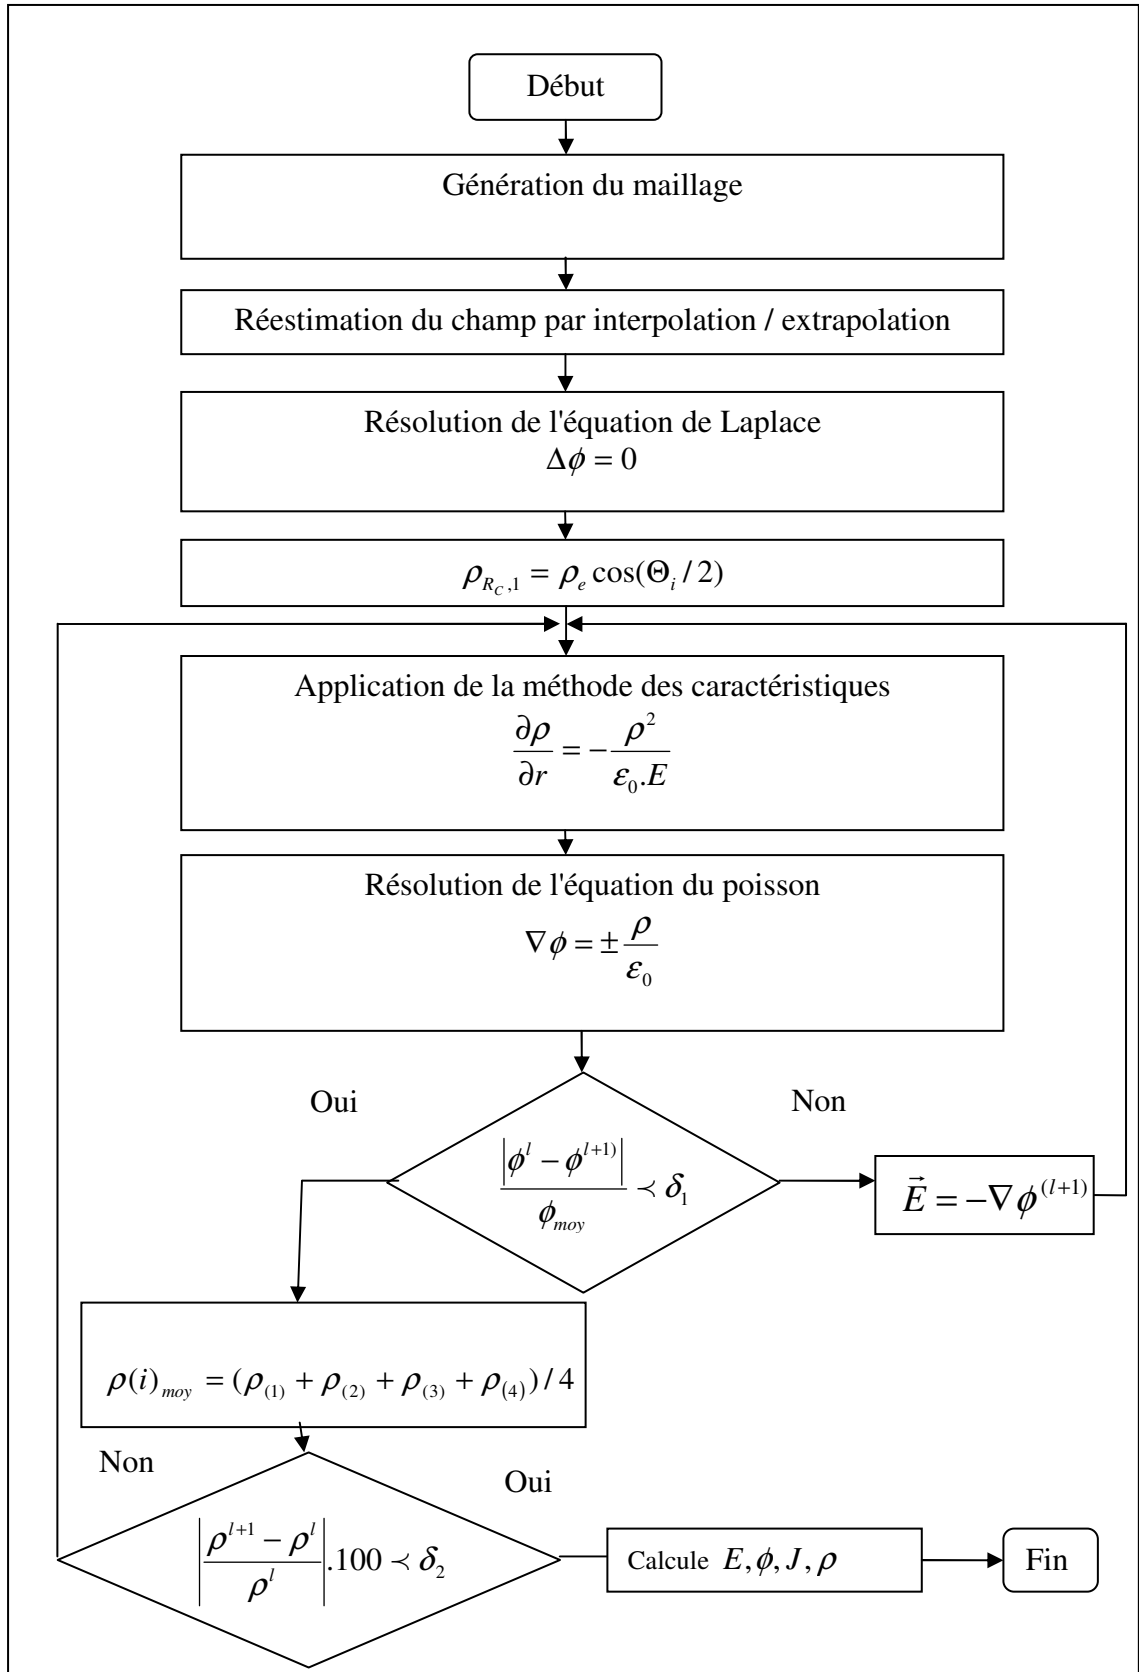 Début
Génération du maillage
Réestimation du champ par interpolation / extrapolation
Résolution de l'équation de Laplace
Δϕ = 0
ρ_{R_C,1} = ρ_e cos(Θ_i / 2)
Application de la méthode des caractéristiques
∂ρ/∂r = − ρ²/ε₀.E
Résolution de l'équation du poisson
∇ϕ = ± ρ/ε₀
Oui
Non
|ϕ^l − ϕ^{l+1)}| / ϕ_{moy} ≺ δ₁
E⃗ = −∇ϕ^{(l+1)}
ρ(i)_{moy} = (ρ_{(1)} + ρ_{(2)} + ρ_{(3)} + ρ_{(4)}) / 4
Non
Oui
|(ρ^{l+1} − ρ^l) / ρ^l|.100 ≺ δ₂
Calcule E, ϕ, J, ρ
Fin